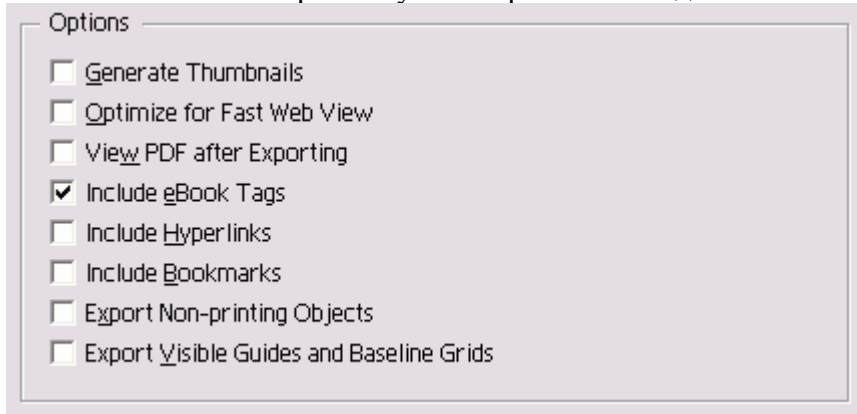 Options
Generate Thumbnails
Optimize for Fast Web View
View PDF after Exporting
Include eBook Tags
Include Hyperlinks
Include Bookmarks
Export Non-printing Objects
Export Visible Guides and Baseline Grids